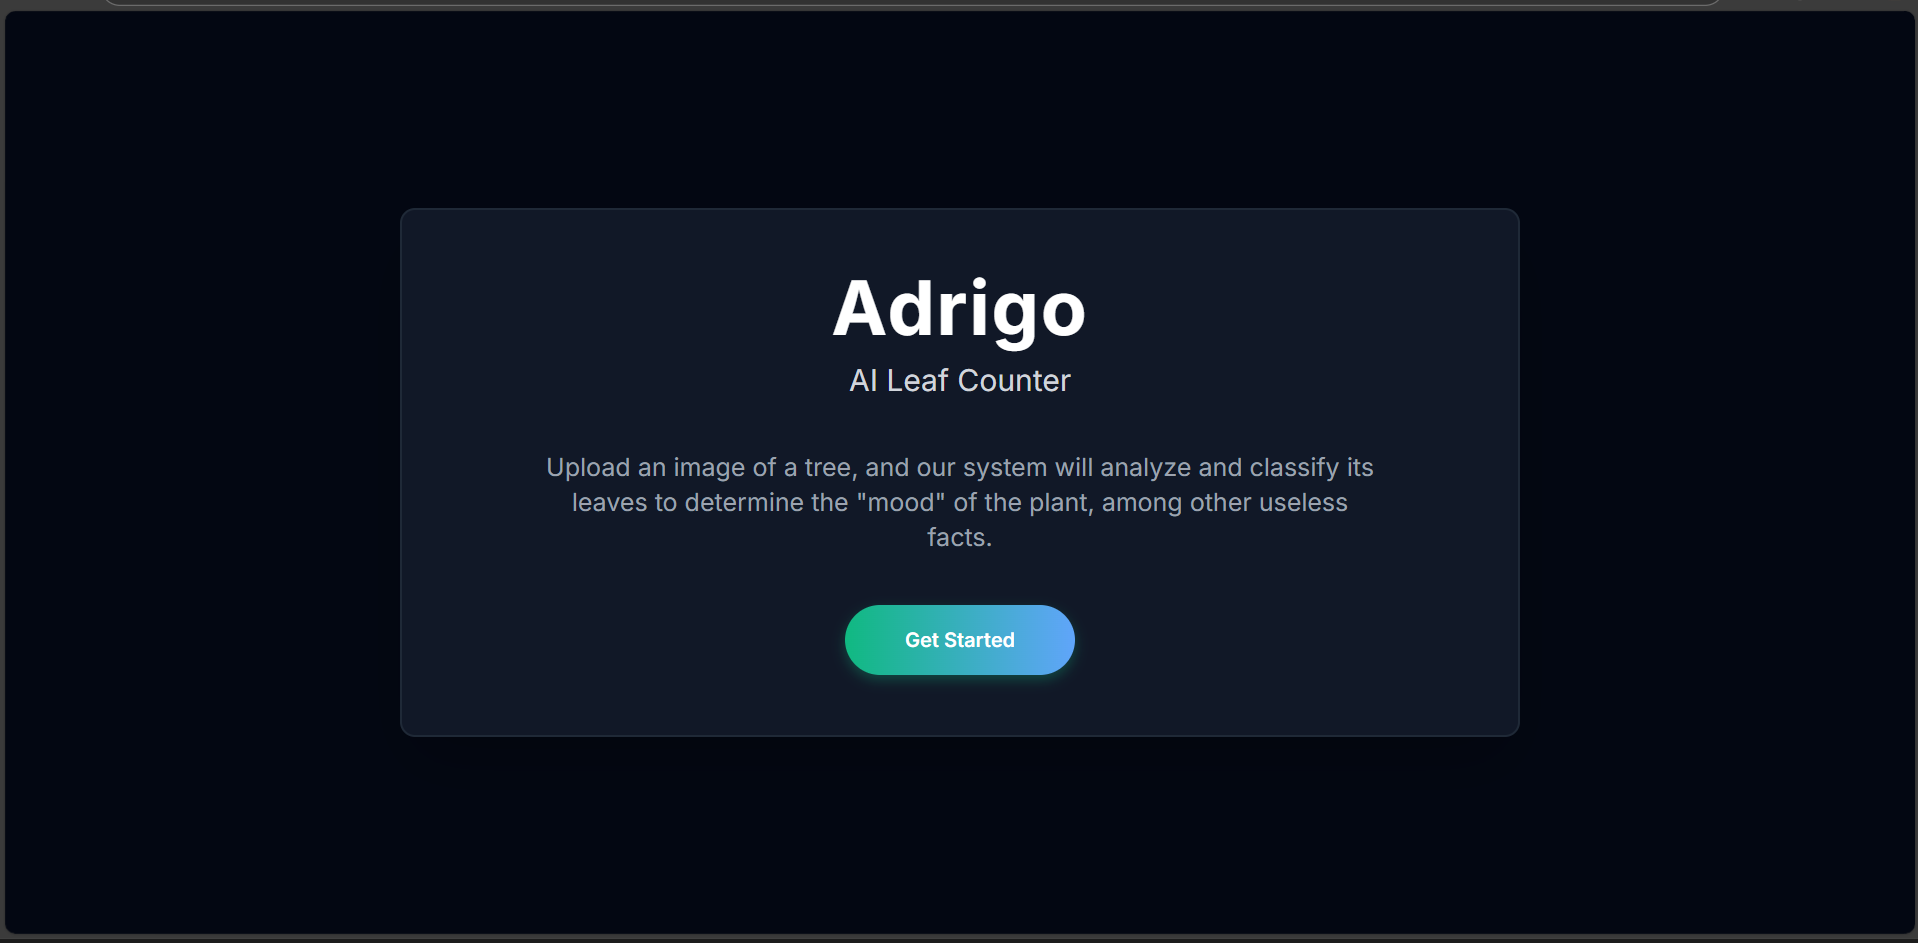 Adrigo
AI Leaf Counter
Upload an image of a tree, and our system will analyze and classify its
leaves to determine the "mood" of the plant, among other useless
facts.
Get Started